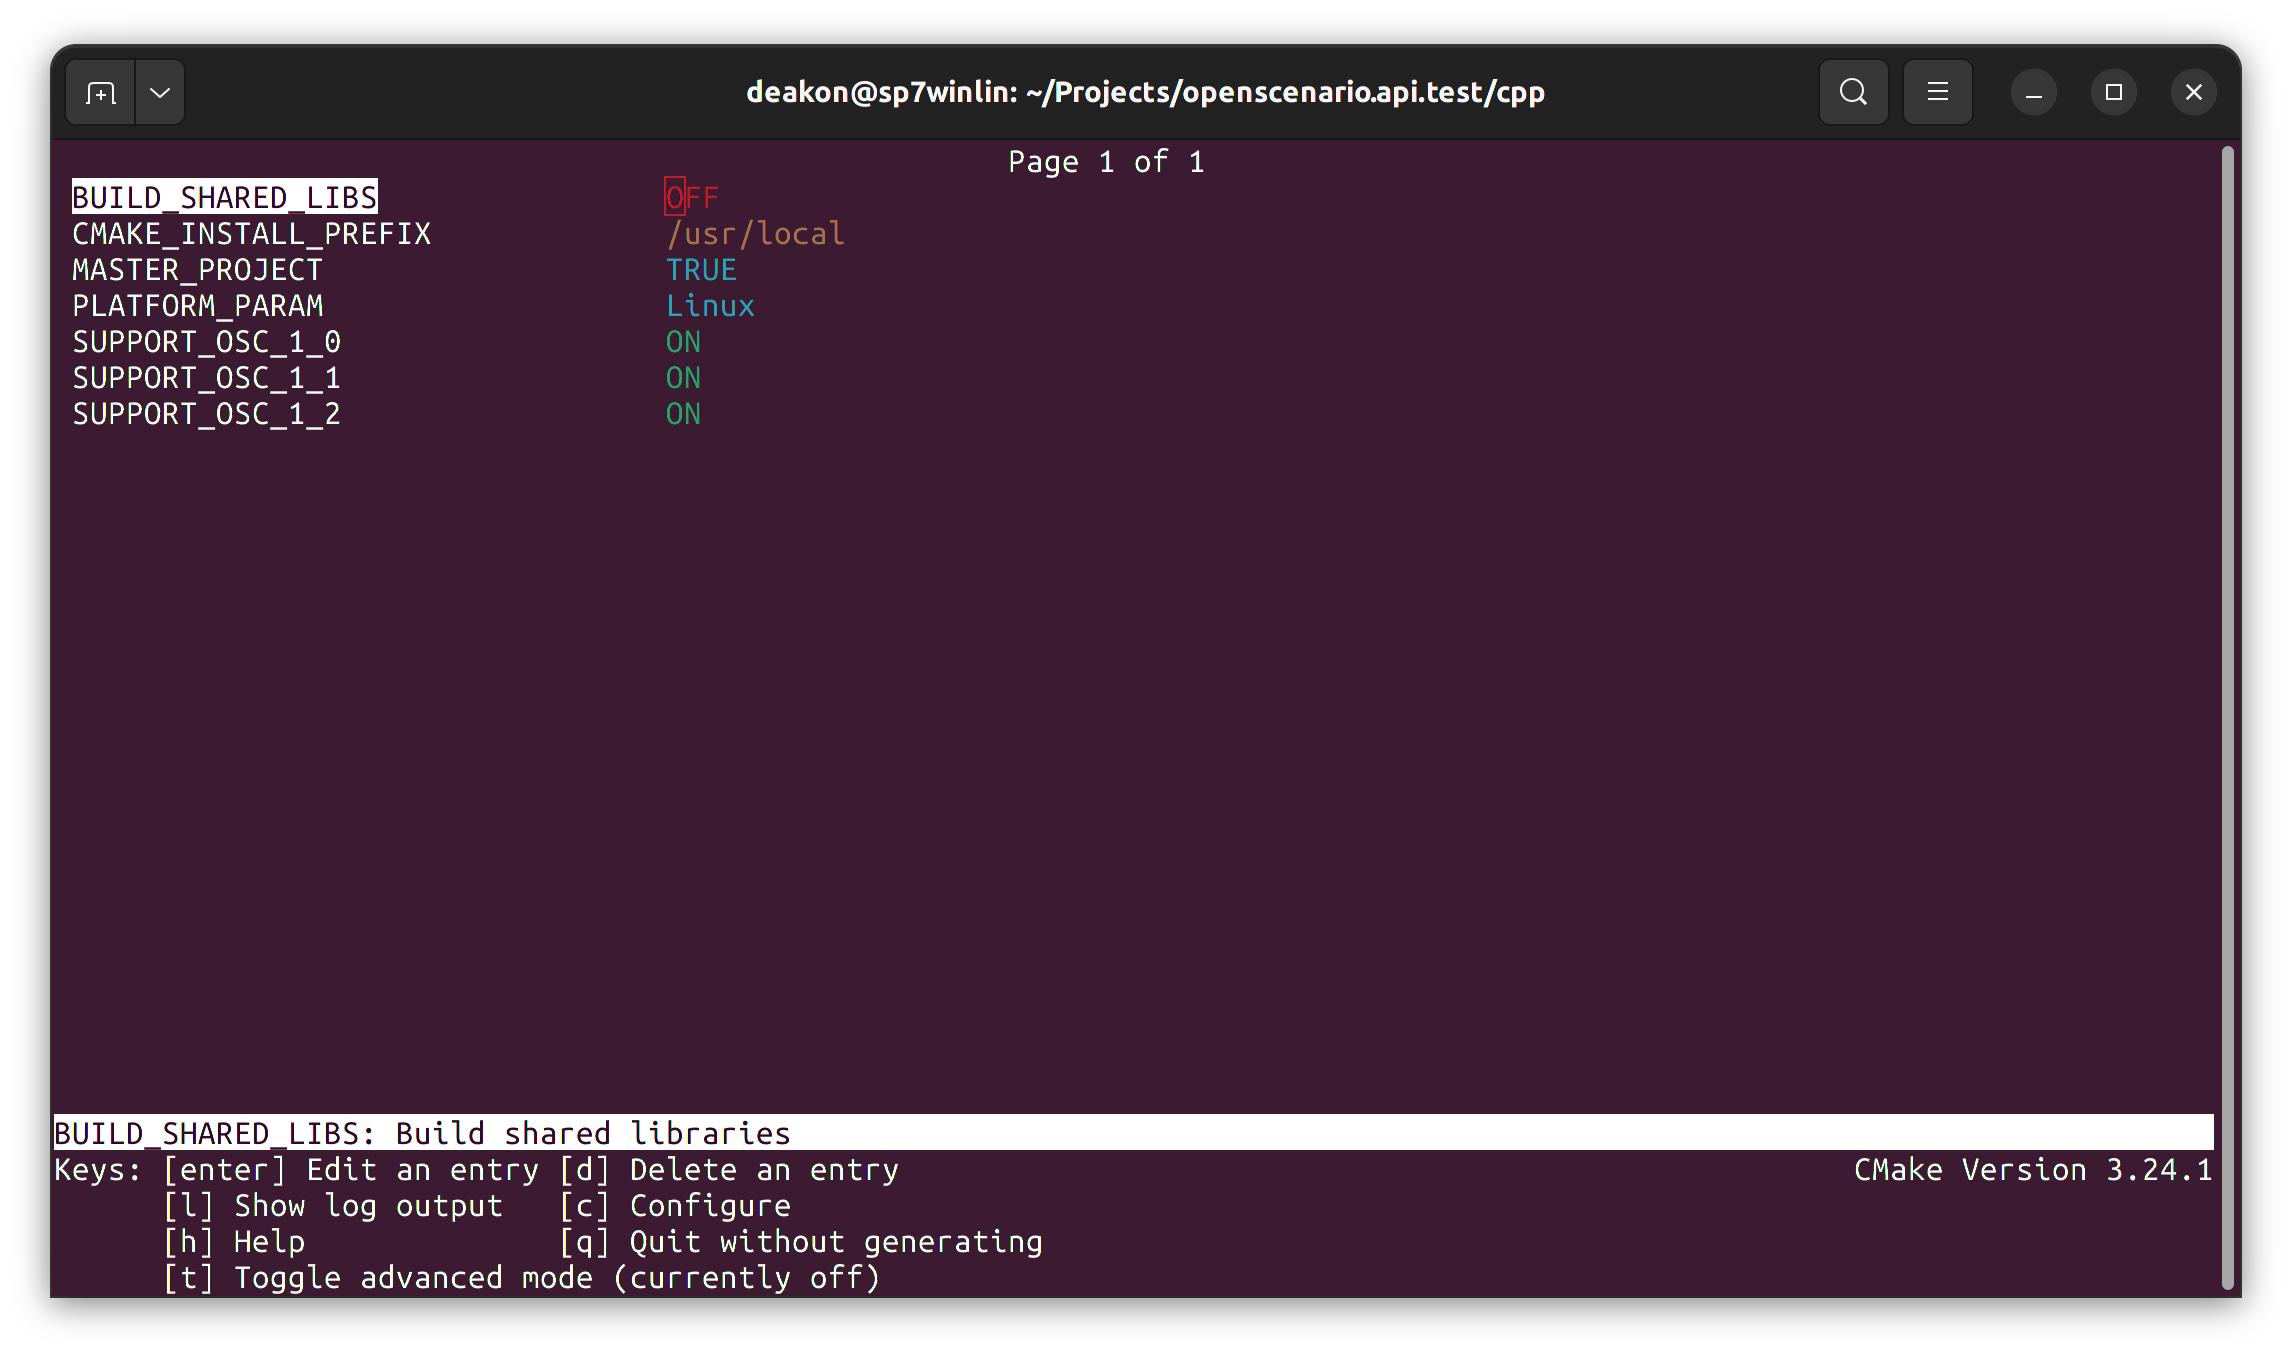 deakon@sp7winlin: ~/Projects/openscenario.api.test/cpp
Page 1 of 1
BUILD_SHARED_LIBS OFF
CMAKE_INSTALL_PREFIX /usr/local
MASTER_PROJECT TRUE
PLATFORM_PARAM Linux
SUPPORT_OSC_1_0 ON
SUPPORT_OSC_1_1 ON
SUPPORT_OSC_1_2 ON
BUILD_SHARED_LIBS: Build shared libraries
Keys: [enter] Edit an entry [d] Delete an entry CMake Version 3.24.1
[l] Show log output [c] Configure
[h] Help [q] Quit without generating
[t] Toggle advanced mode (currently off)